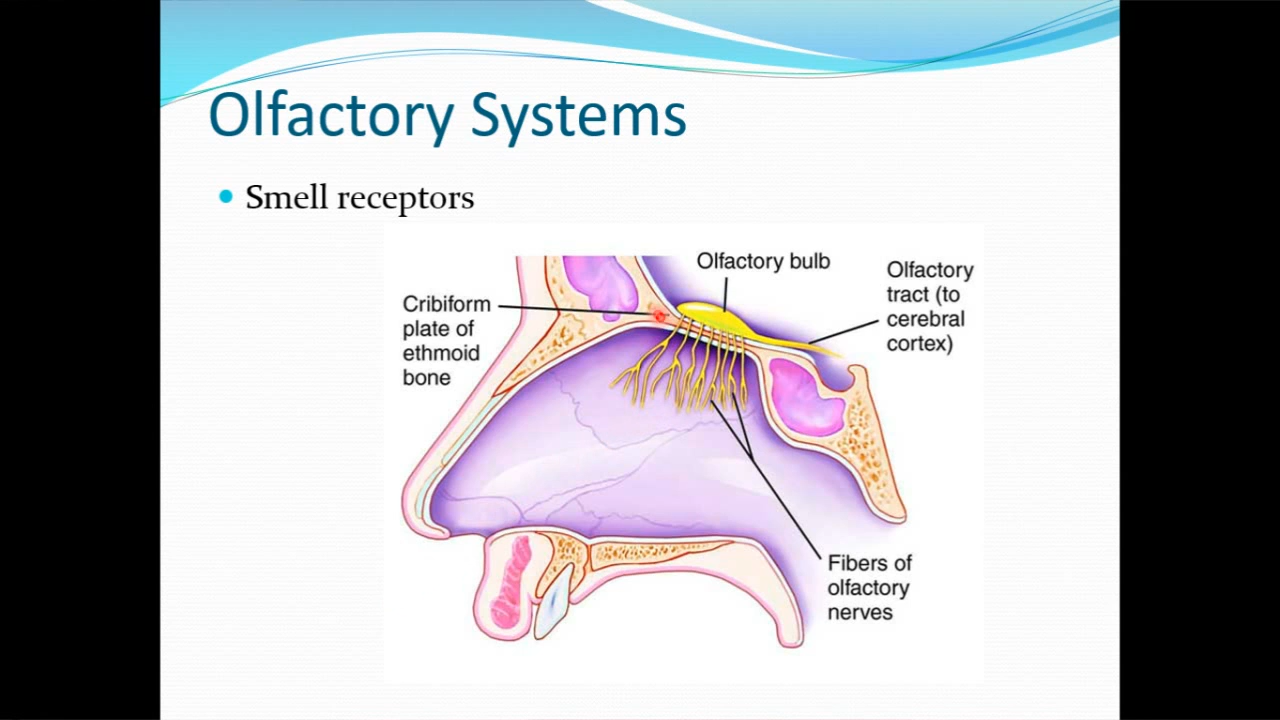 Olfactory Systems
Smell receptors
Olfactory bulb
Olfactory
tract (to
cerebral
cortex)
Cribiform
plate of
ethmoid
bone
Fibers of
olfactory
nerves